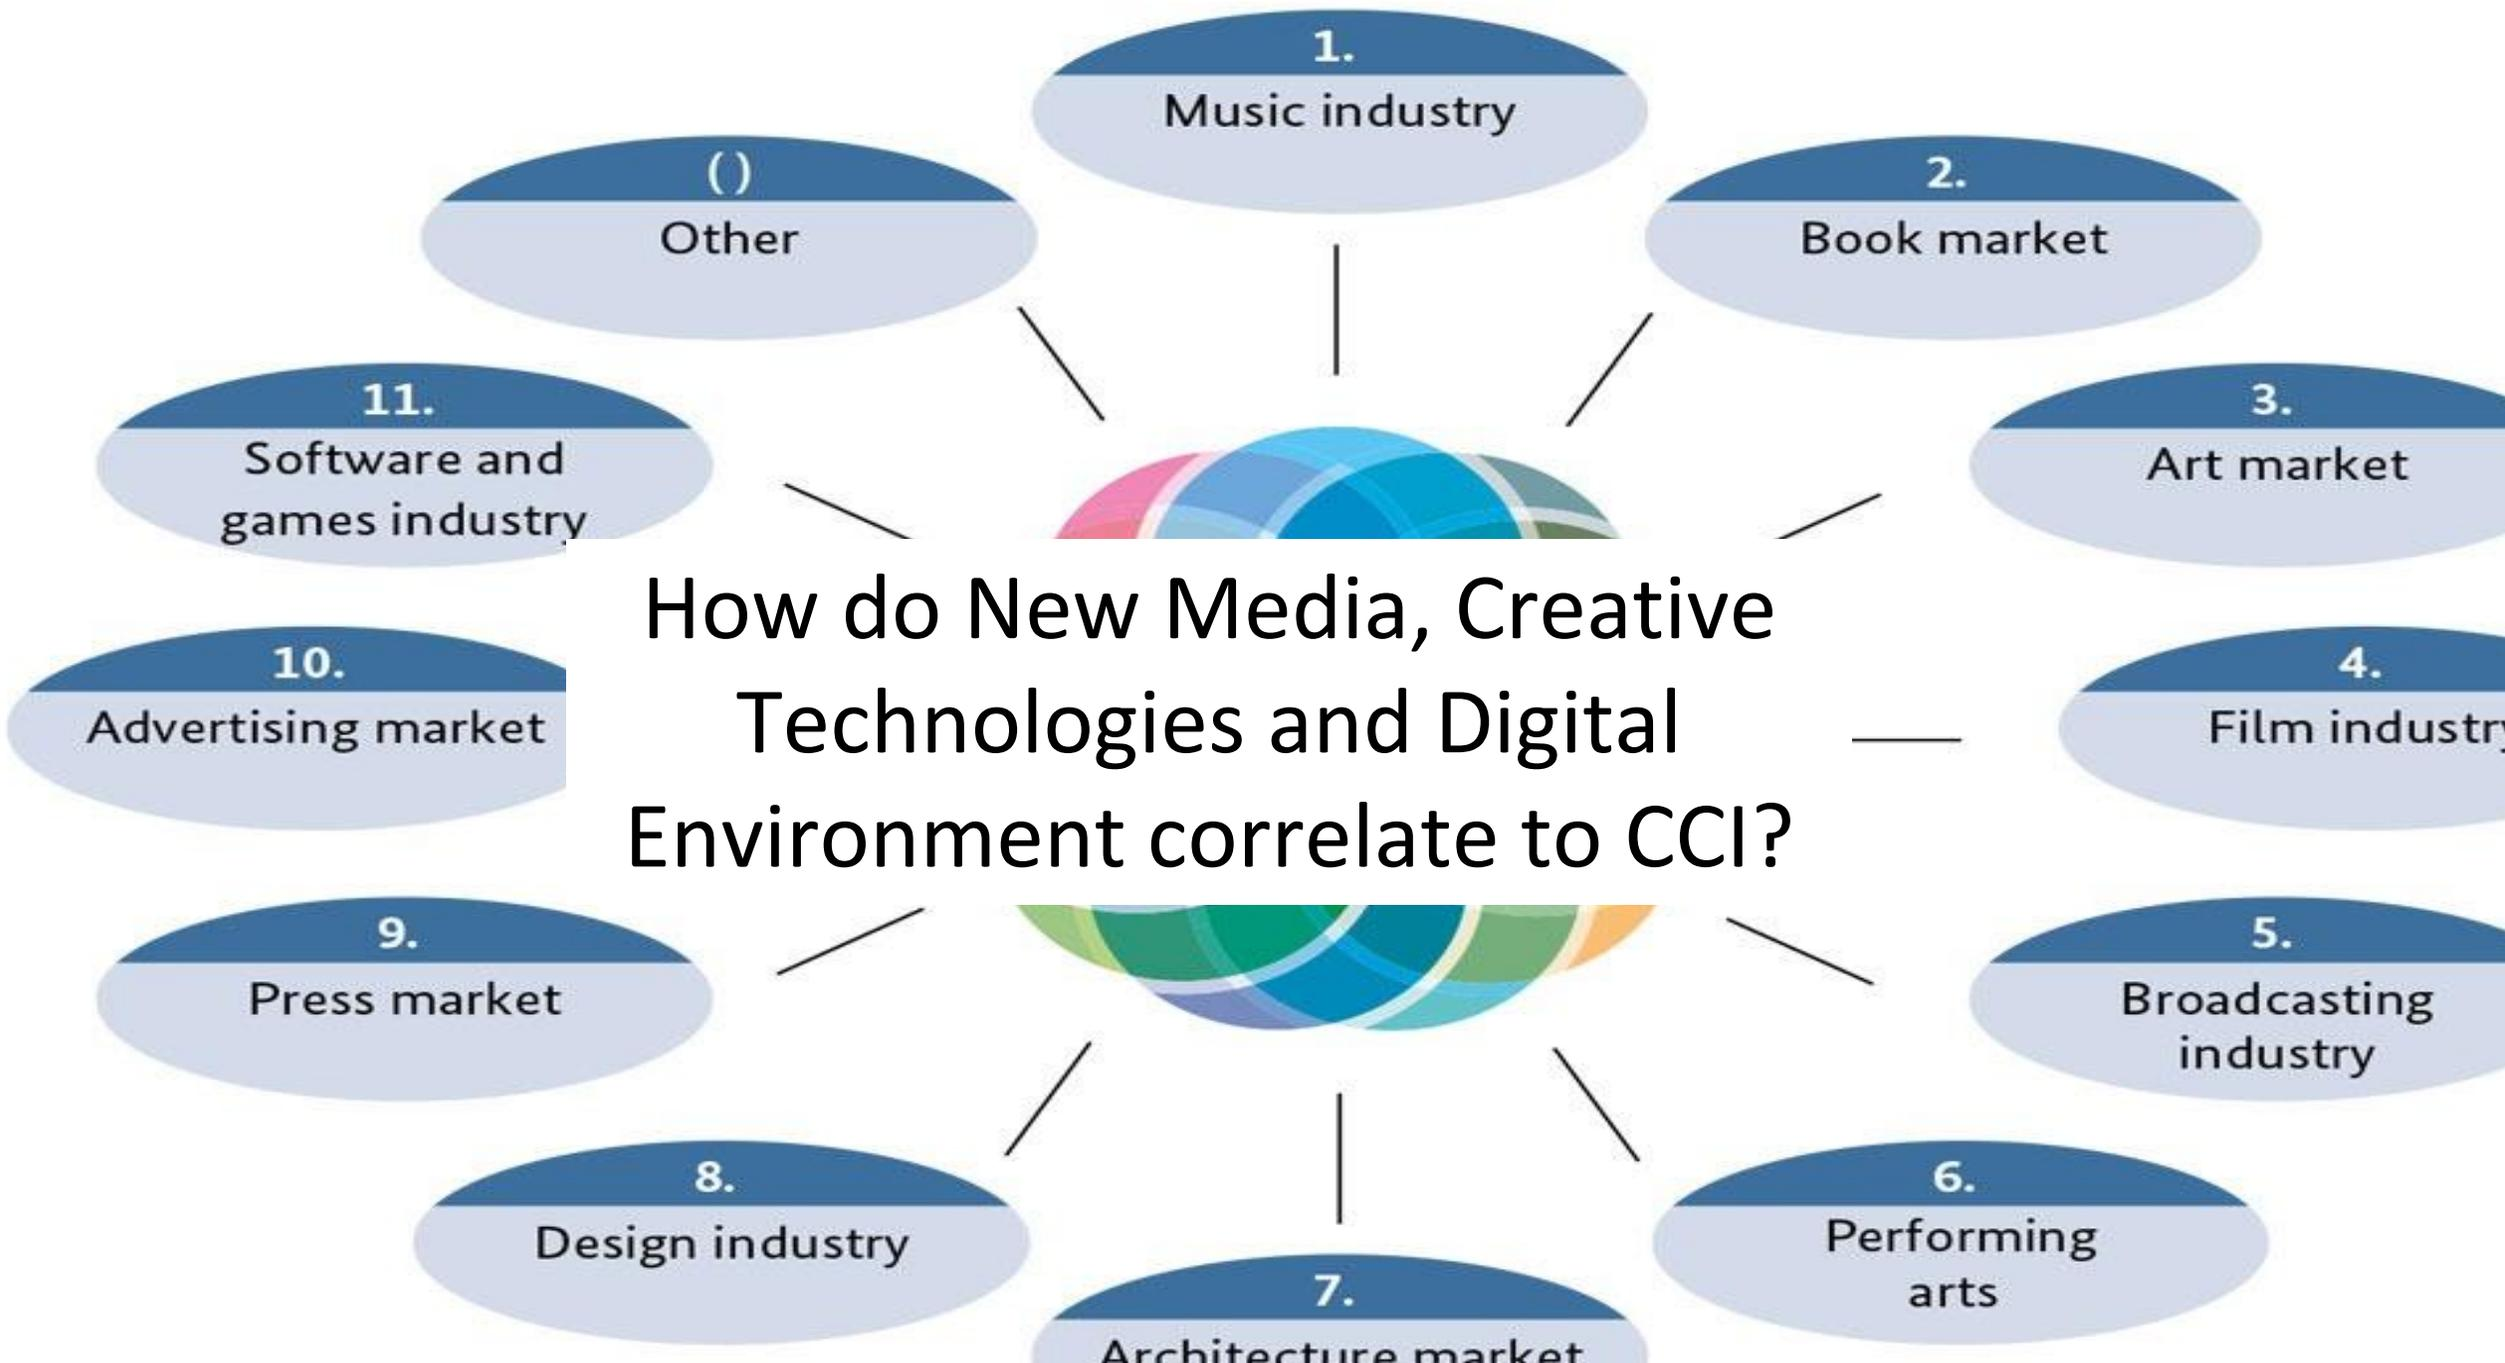 1.
Music industry
2.
Book market
3.
Art market
4.
Film industry
5.
Broadcasting
industry
6.
Performing
arts
7.
Architecture market
8.
Design industry
9.
Press market
10.
Advertising market
11.
Software and
games industry
()
Other
How do New Media, Creative
Technologies and Digital
Environment correlate to CCI?